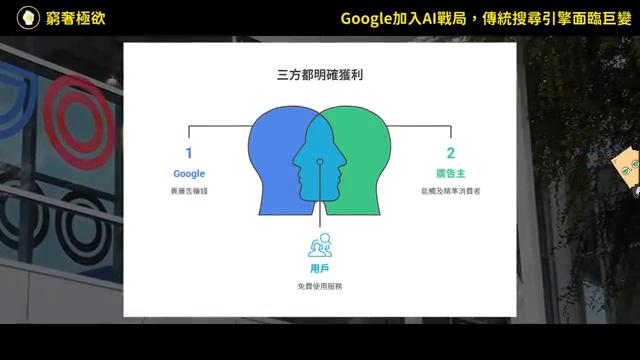 窮奢極欲
Google加入AI戰局，傳統搜尋引擎面臨巨變
三方都明確獲利
1
Google
賣廣告賺錢
2
廣告主
能觸及精準消費者
用戶
免費使用服務